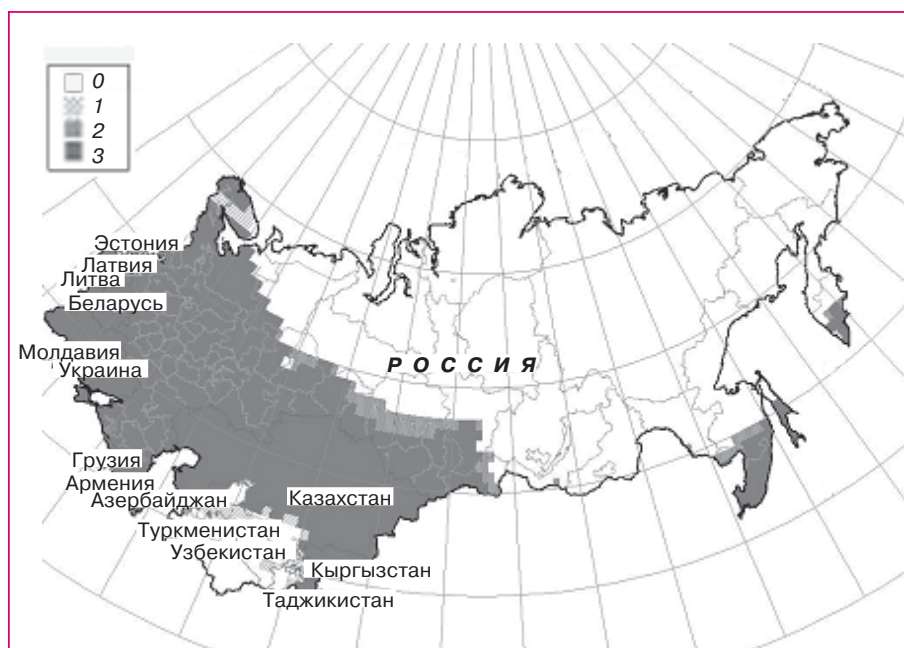 0
1
2
3
Эстония
Латвия
Литва
Беларусь
Молдавия
Украина
РОССИЯ
Грузия
Армения
Азербайджан
Казахстан
Туркменистан
Узбекистан
Кыргызстан
Таджикистан